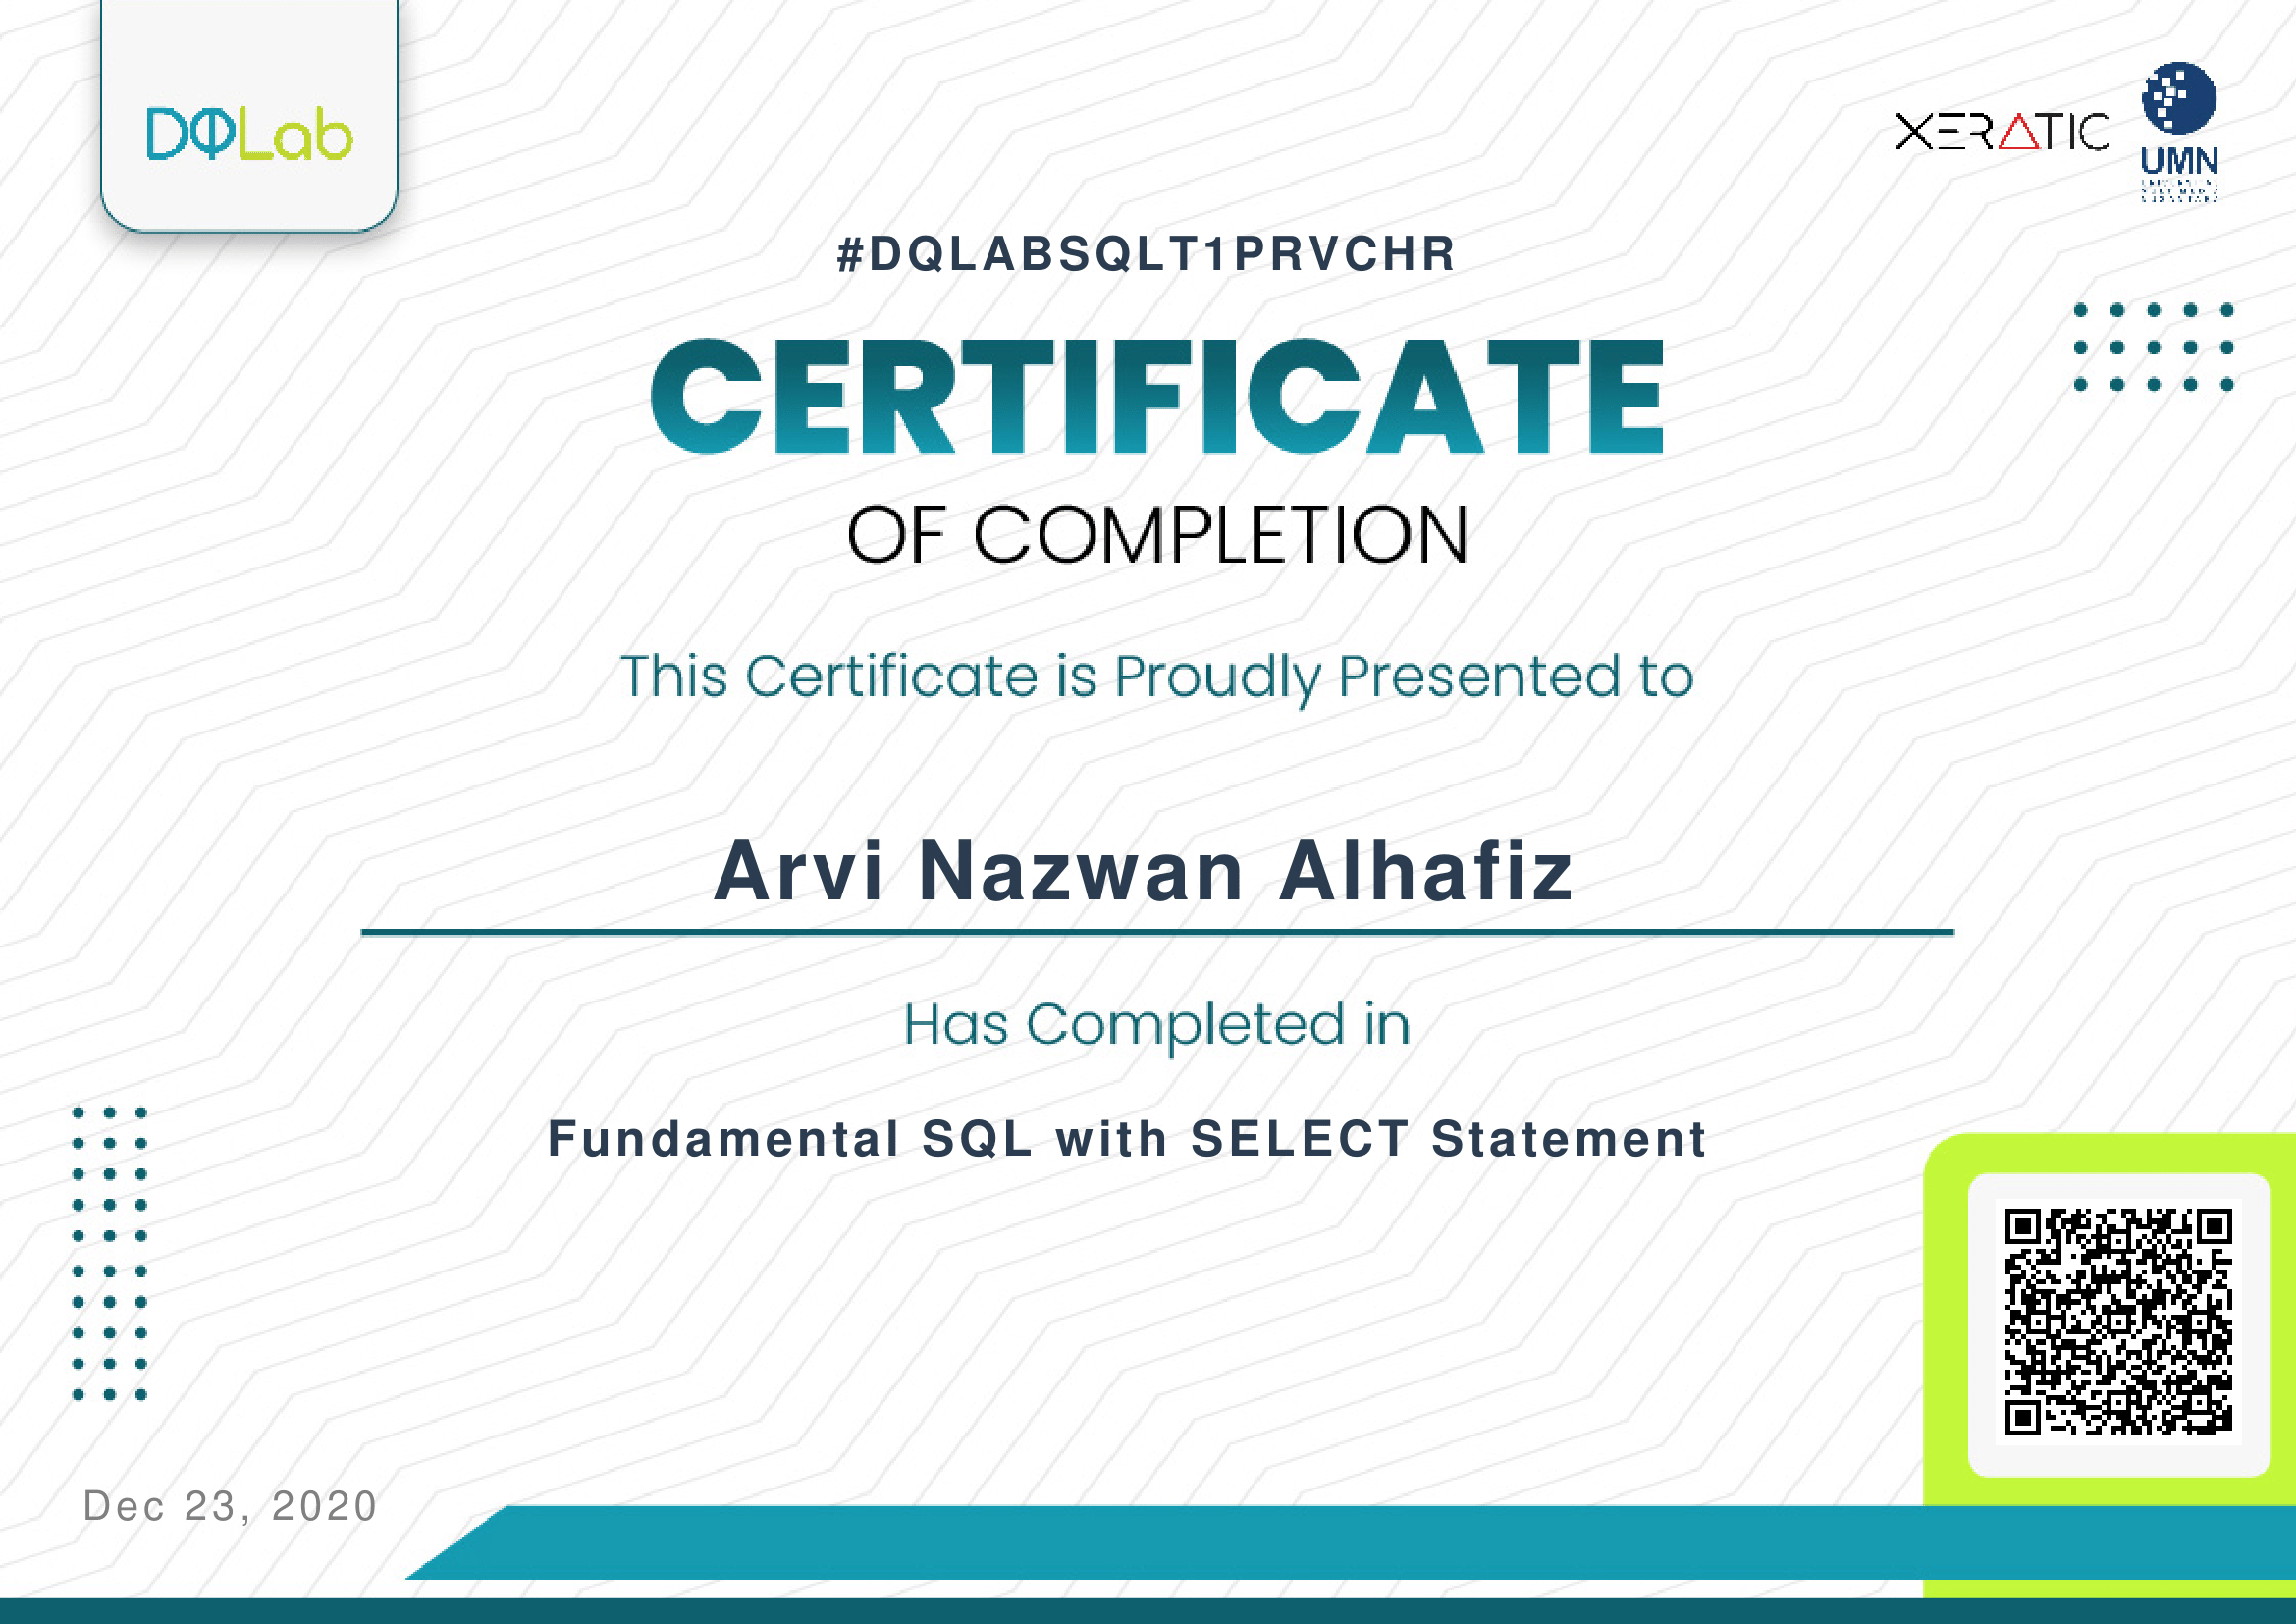 DQLab
XERATIC
UMN
#DQLABSQLT1PRVCHR
CERTIFICATE
OF COMPLETION
This Certificate is Proudly Presented to
Arvi Nazwan Alhafiz
Has Completed in
Fundamental SQL with SELECT Statement
Dec 23, 2020